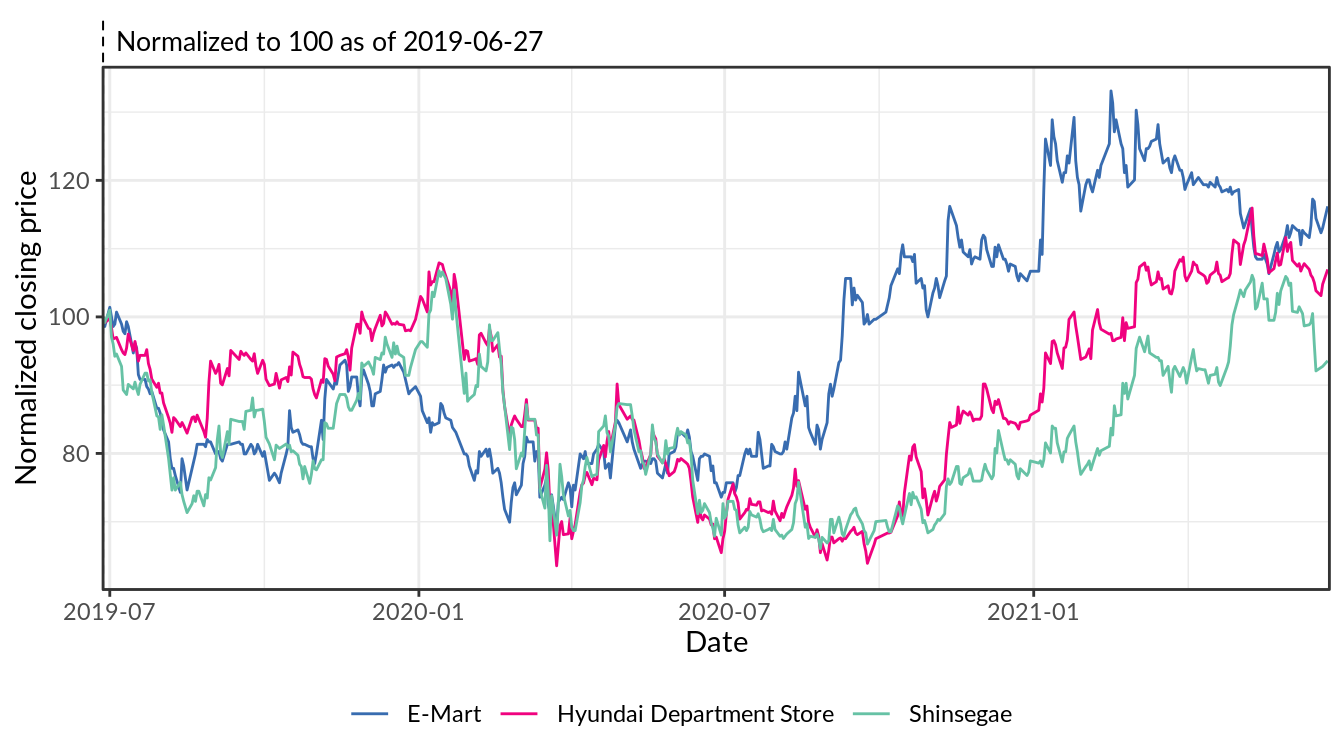 Normalized to 100 as of 2019-06-27
Normalized closing price
120
100
80
2019-07 2020-01 2020-07 2021-01
Date
E-Mart Hyundai Department Store Shinsegae